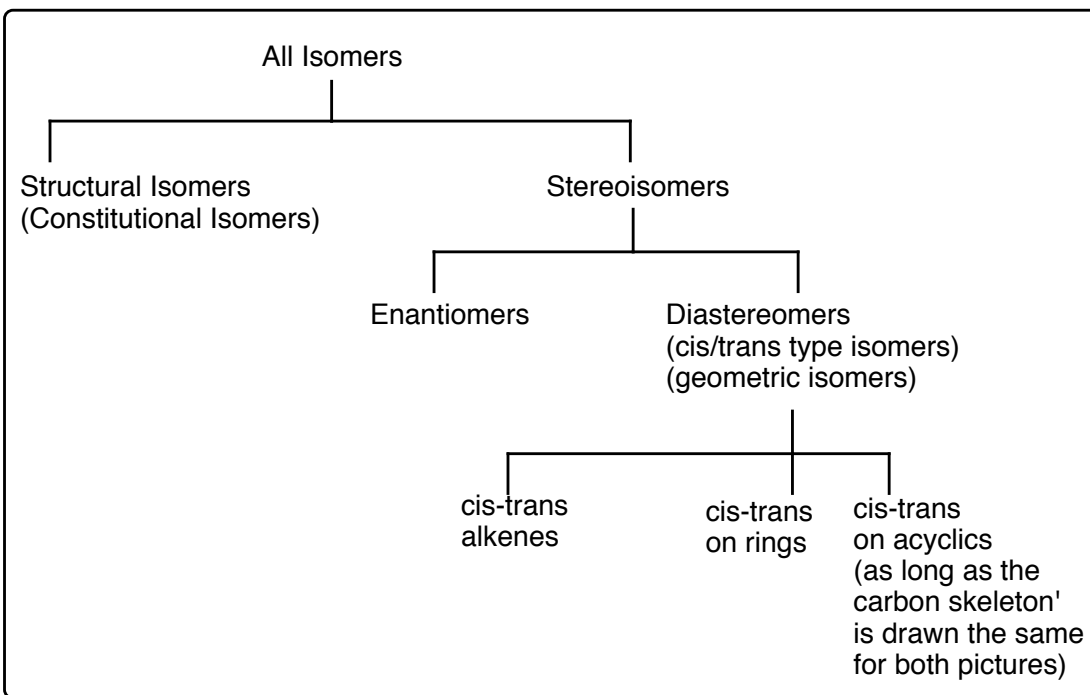 All Isomers
Structural Isomers
(Constitutional Isomers)
Stereoisomers
Enantiomers
Diastereomers
(cis/trans type isomers)
(geometric isomers)
cis-trans
alkenes
cis-trans
on rings
cis-trans
on acyclics
(as long as the
carbon skeleton'
is drawn the same
for both pictures)